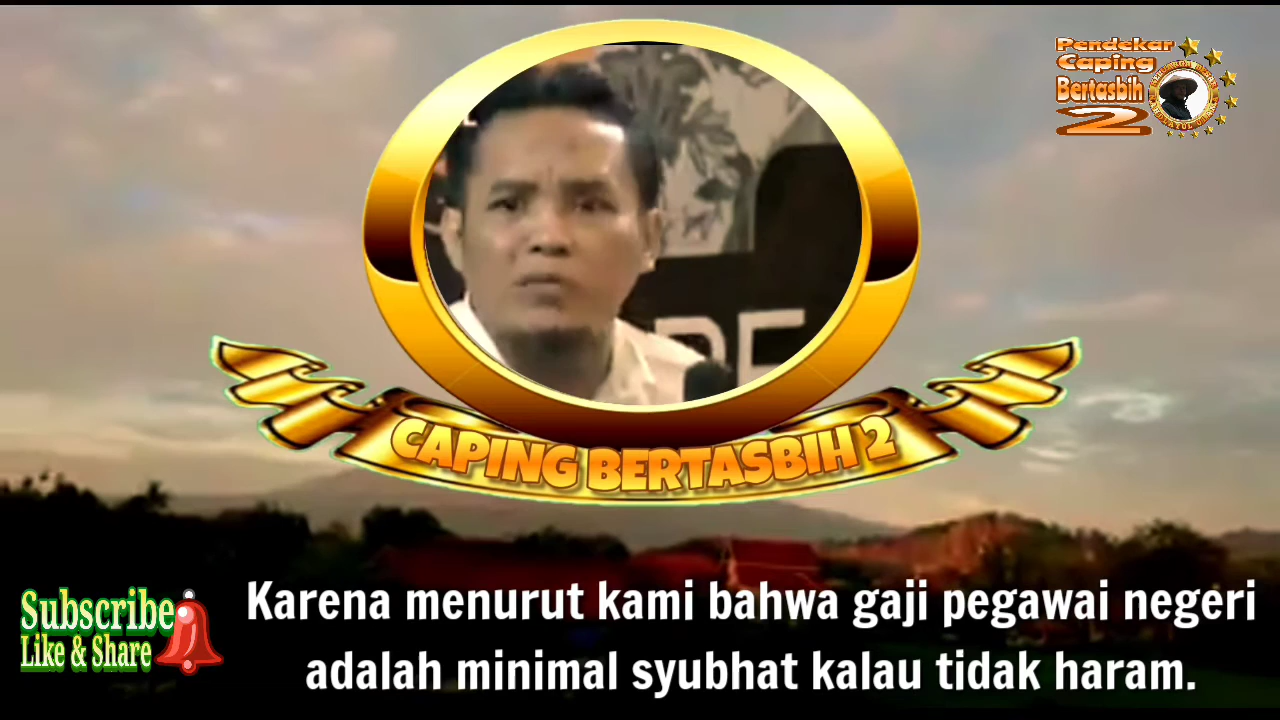 Pendekar
Caping
Bertasbih
2
CAPING BERTASBIH 2
Subscribe
Like & Share
Karena menurut kami bahwa gaji pegawai negeri
adalah minimal syubhat kalau tidak haram.